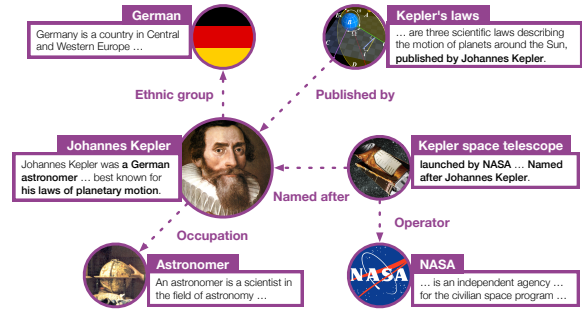 German
Germany is a country in Central
and Western Europe …
Kepler's laws
… are three scientific laws describing
the motion of planets around the Sun,
published by Johannes Kepler.
Ethnic group
Published by
Johannes Kepler
Johannes Kepler was a German
astronomer … best known for
his laws of planetary motion.
Kepler space telescope
launched by NASA … Named
after Johannes Kepler.
Named after
Occupation
Operator
Astronomer
An astronomer is a scientist in
the field of astronomy …
NASA
NASA
… is an independent agency …
for the civilian space program …